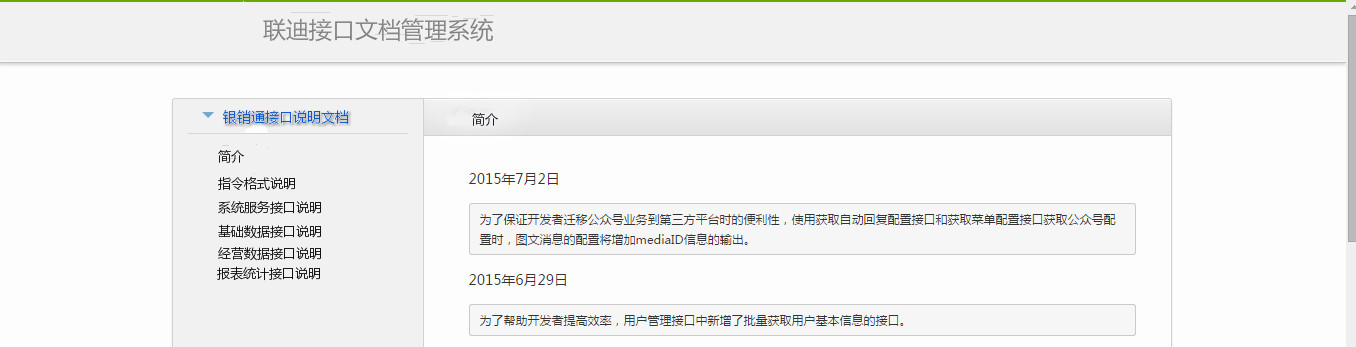 联迪接口文档管理系统
银销通接口说明文档
简介
指令格式说明
系统服务接口说明
基础数据接口说明
经营数据接口说明
报表统计接口说明
简介
2015年7月2日
为了保证开发者迁移公众号业务到第三方平台时的便利性，使用获取自动回复配置接口和获取菜单配置接口获取公众号配
置时，图文消息的配置将增加mediaID信息的输出。
2015年6月29日
为了帮助开发者提高效率，用户管理接口中新增了批量获取用户基本信息的接口。